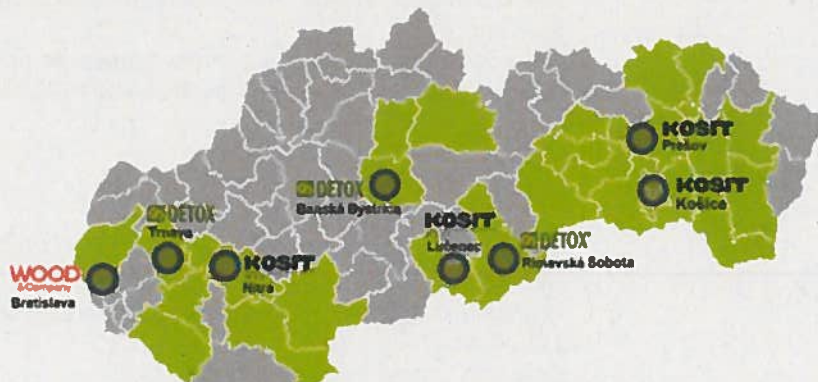 KOSIT
Prešov
KOSIT
Košice
DETOX
Banská Bystrica
DETOX
Trnava
KOSIT
Lučenec
DETOX
Rimavská Sobota
KOSIT
Nitra
WOOD
& Company
Bratislava